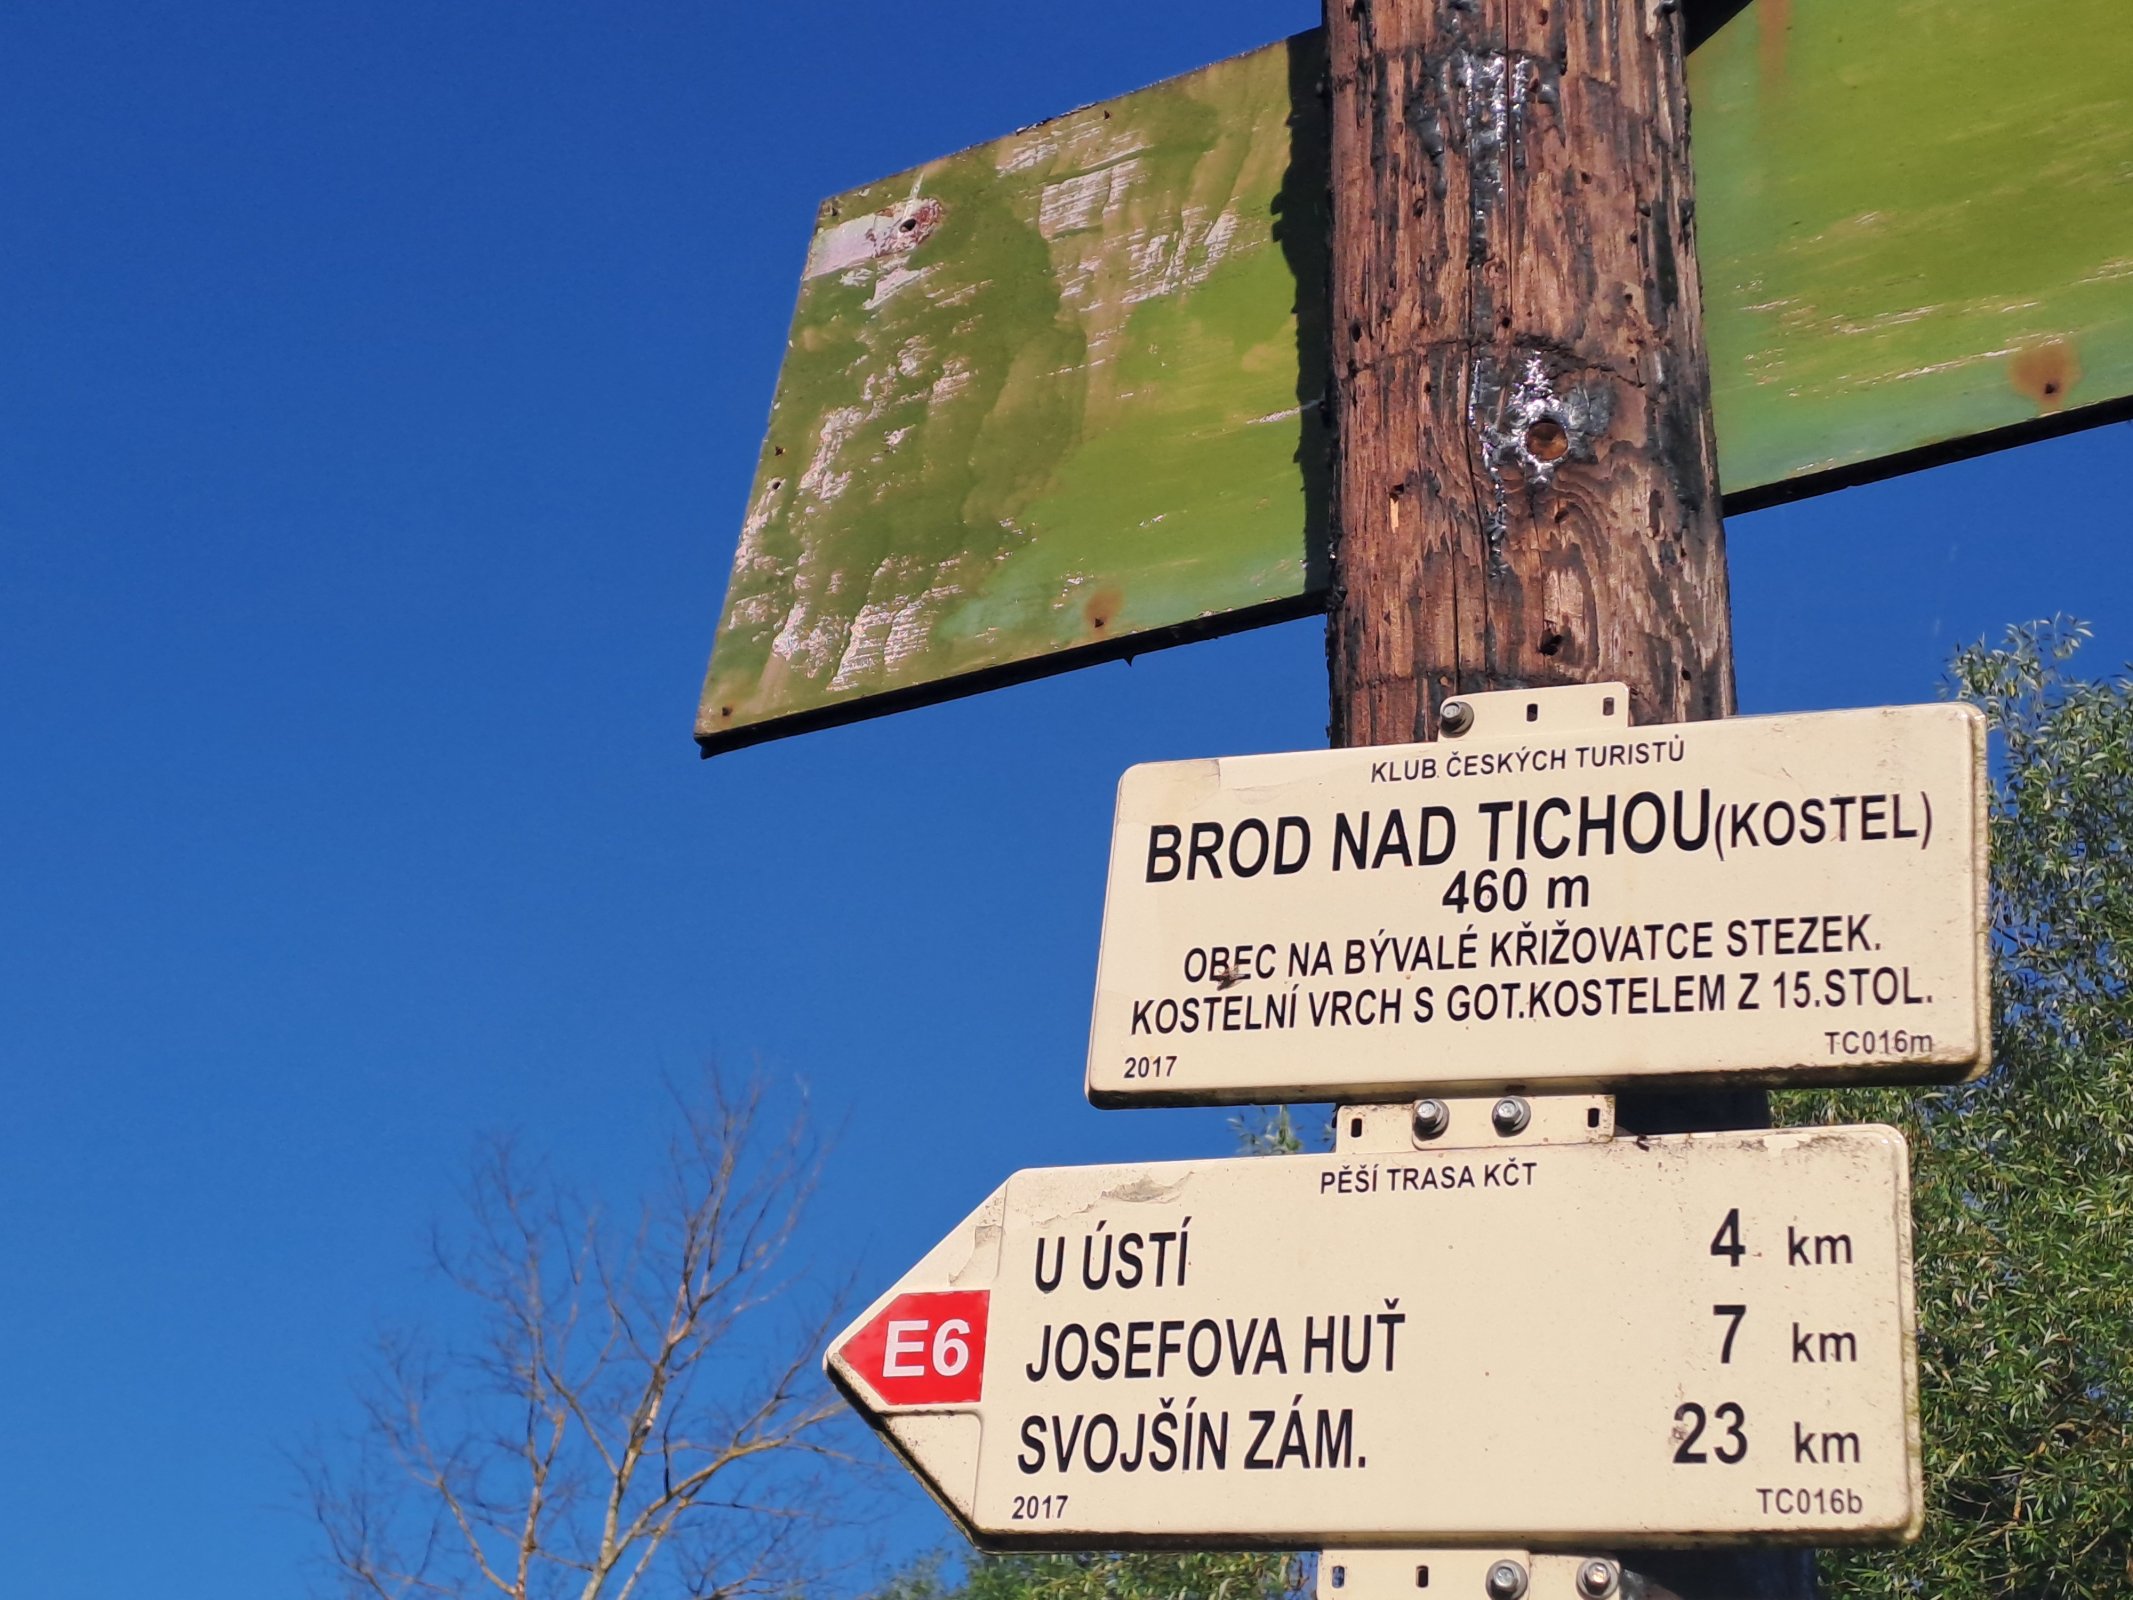 KLUB ČESKÝCH TURISTŮ
BROD NAD TICHOU(KOSTEL)
460 m
OBEC NA BÝVALÉ KŘIŽOVATCE STEZEK.
KOSTELNÍ VRCH S GOT.KOSTELEM Z 15.STOL.
2017 TC016m
PĚŠÍ TRASA KČT
U ÚSTÍ 4 km
E6 JOSEFOVA HUŤ 7 km
SVOJŠÍN ZÁM. 23 km
2017 TC016b